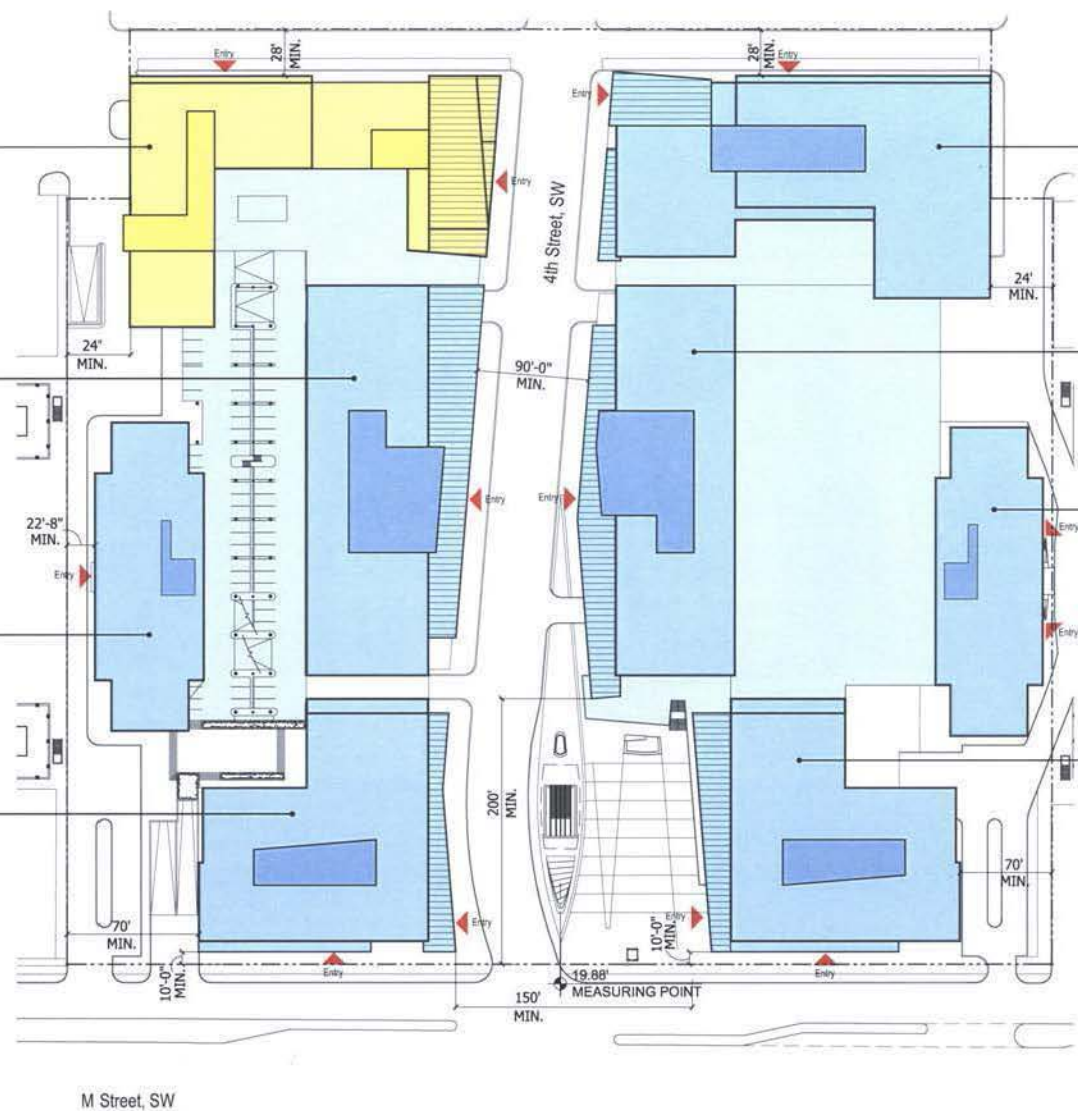 Entry
28'
MIN.
Entry
28'
MIN.
Entry
Entry
4th Street, SW
24'
MIN.
24'
MIN.
90'-0"
MIN.
Entry
Entry
22'-8"
MIN.
Entry
Entry
Entry
200'
MIN.
70'
MIN.
70'
MIN.
Entry
Entry
10'-0"
MIN.
10'-0"
MIN.
Entry
Entry
19.88'
MEASURING POINT
150'
MIN.
M Street, SW